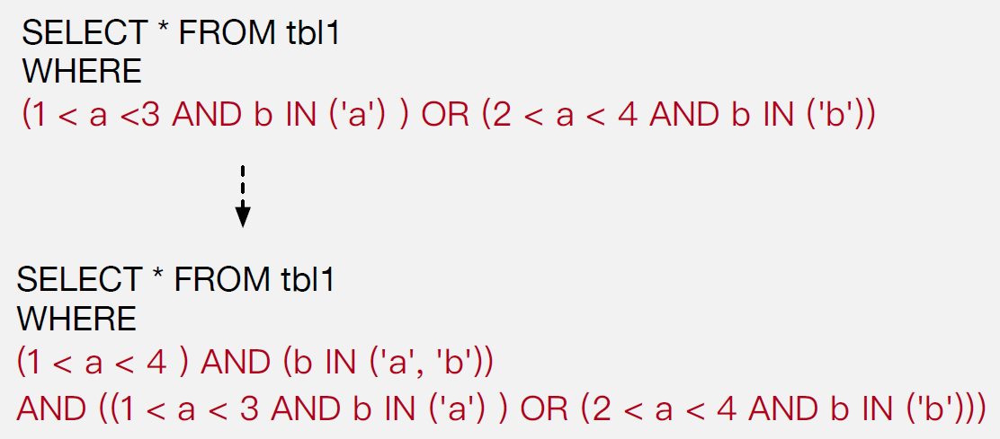 SELECT * FROM tbl1
WHERE
(1 < a <3 AND b IN ('a') ) OR (2 < a < 4 AND b IN ('b'))
SELECT * FROM tbl1
WHERE
(1 < a < 4 ) AND (b IN ('a', 'b'))
AND ((1 < a < 3 AND b IN ('a') ) OR (2 < a < 4 AND b IN ('b')))